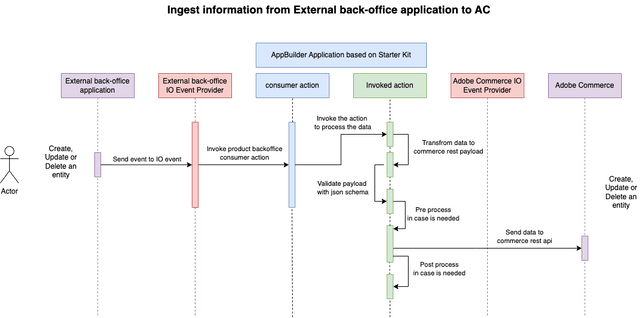 Ingest information from External back-office application to AC
AppBuilder Application based on Starter Kit
External back-office
application
External back-office
IO Event Provider
consumer action
Invoked action
Adobe Commerce IO
Event Provider
Adobe Commerce
Invoke the action
to process the data
Transfrom data to
commerce rest payload
Create,
Update or
Delete an
entity
Actor
Send event to IO event
Invoke product backoffice
consumer action
Validate payload
with json schema
Create,
Update or
Delete an
entity
Pre process
in case is needed
Send data to
commerce rest api
Post process
in case is needed